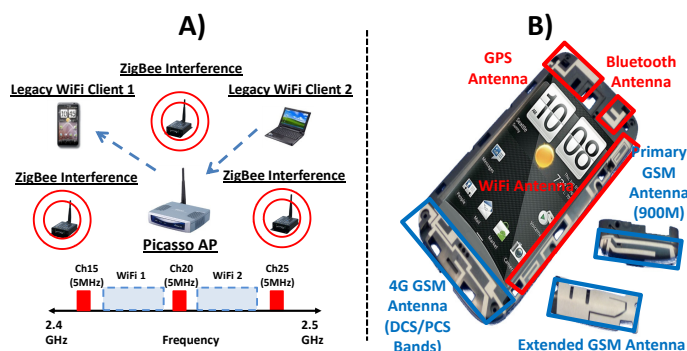 A)
ZigBee Interference
Legacy WiFi Client 1
Legacy WiFi Client 2
ZigBee Interference
ZigBee Interference
Picasso AP
Ch15
(5MHz)
WiFi 1
Ch20
(5MHz)
WiFi 2
Ch25
(5MHz)
2.4
GHz
Frequency
2.5
GHz
B)
GPS
Antenna
Bluetooth
Antenna
10 08
WiFi Antenna
Primary
GSM
Antenna
(900M)
4G GSM
Antenna
(DCS/PCS
Bands)
Extended GSM Antenna